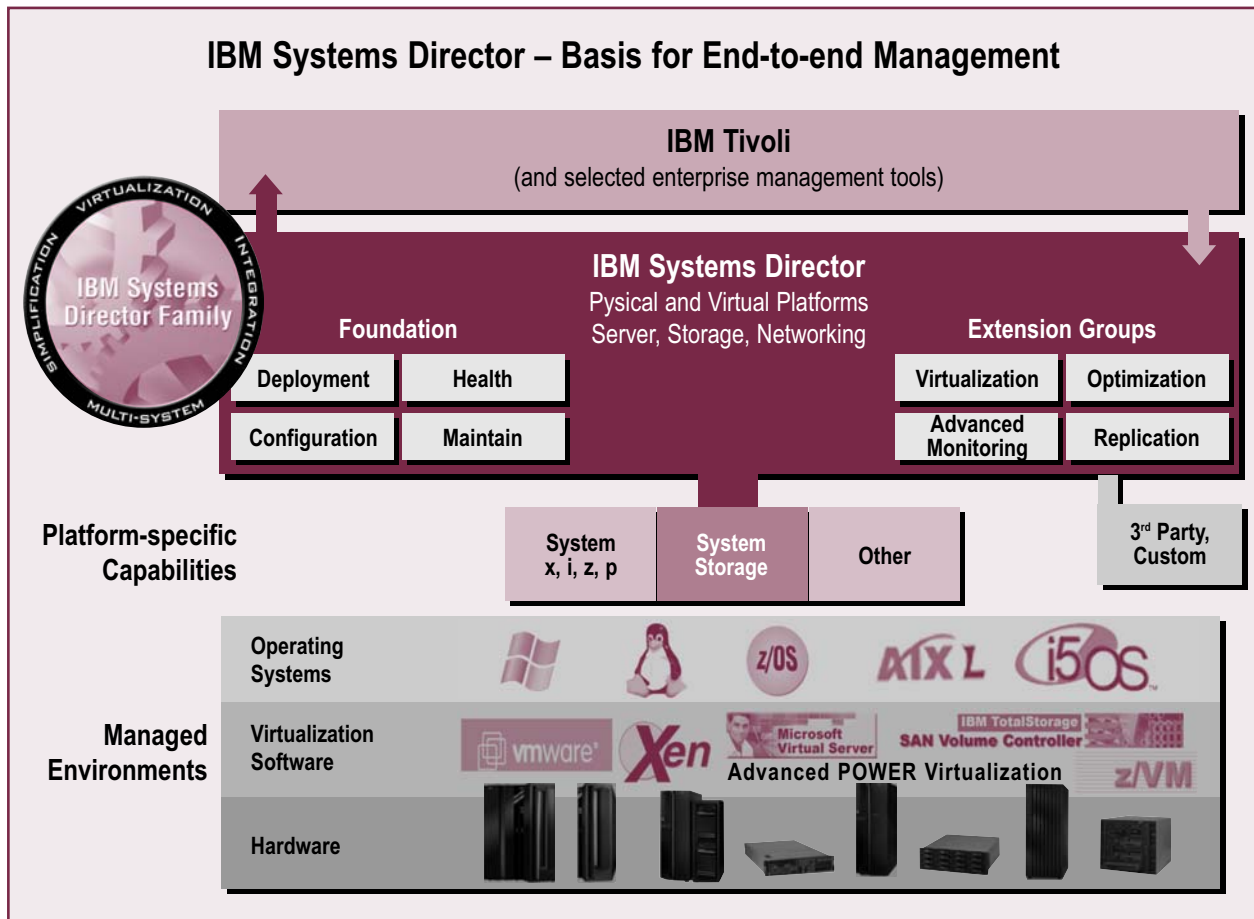 IBM Systems Director – Basis for End-to-end Management
IBM Tivoli
(and selected enterprise management tools)
SIMPLIFICATION VIRTUALIZATION INTEGRATION MULTI-SYSTEM
IBM Systems
Director Family
IBM Systems Director
Pysical and Virtual Platforms
Server, Storage, Networking
Foundation
Deployment
Health
Configuration
Maintain
Extension Groups
Virtualization
Optimization
Advanced
Monitoring
Replication
Platform-specific
Capabilities
System
x, i, z, p
System
Storage
Other
3rd Party,
Custom
Managed
Environments
Operating
Systems
z/OS
AIX L
i5OS™
Virtualization
Software
vmware®
Xen
Microsoft
Virtual Server
IBM TotalStorage
SAN Volume Controller
Advanced POWER Virtualization
z/VM
Hardware